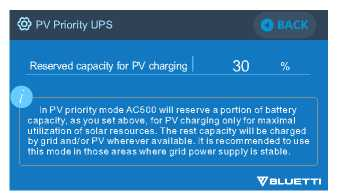 PV Priority UPS
BACK
Reserved capacity for PV charging | 30 %
i
In PV priority mode AC500 will reserve a portion of battery
capacity, as you set above, for PV charging only for maximal
utilization of solar resources. The rest capacity will be charged
by grid and/or PV wherever available. It is recommended to use
this mode in those areas where grid power supply is stable.
BLUETTI